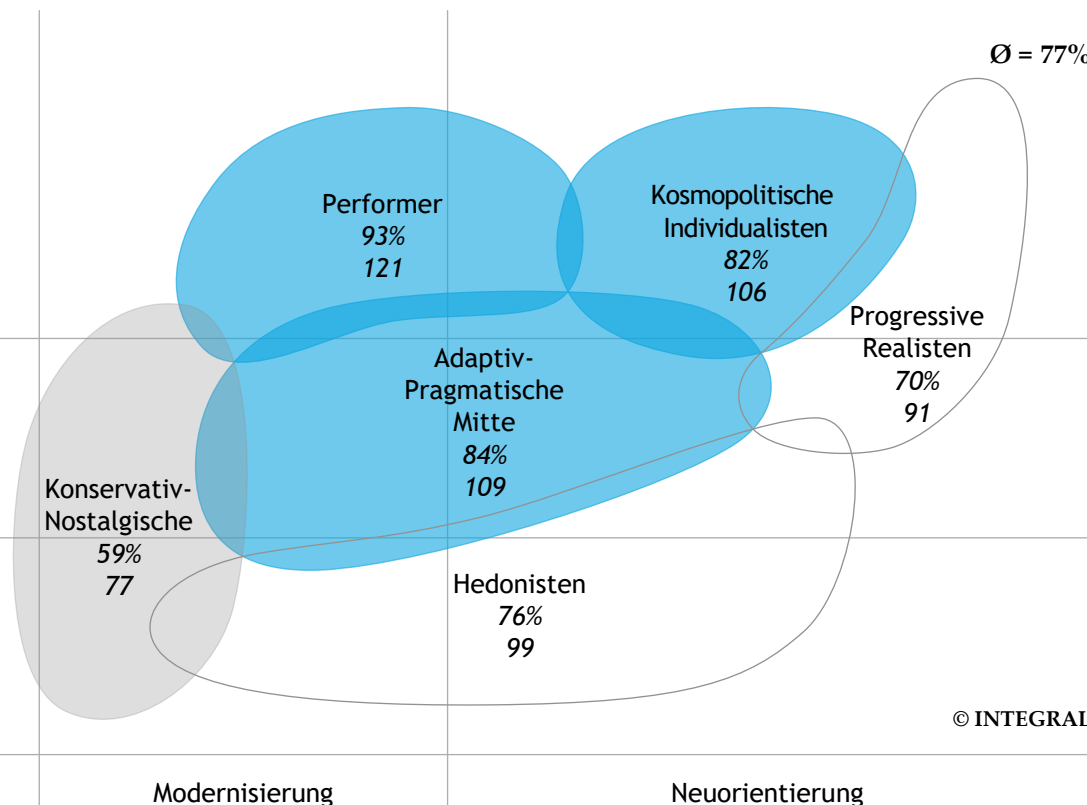 Ø = 77%
Performer
93%
121
Kosmopolitische
Individualisten
82%
106
Progressive
Realisten
70%
91
Adaptiv-
Pragmatische
Mitte
84%
109
Konservativ-
Nostalgische
59%
77
Hedonisten
76%
99
© INTEGRAL
Modernisierung
Neuorientierung